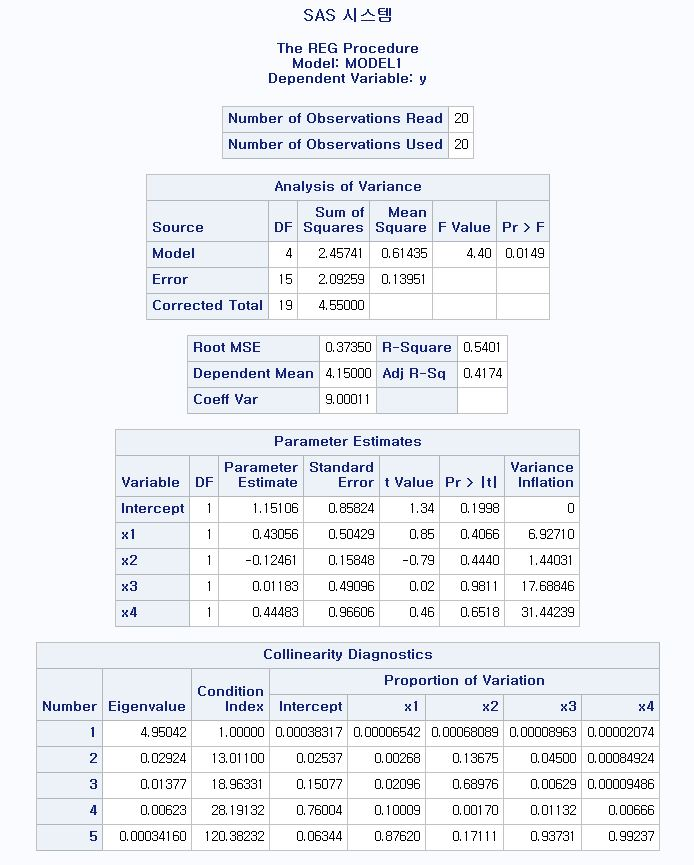 SAS 시스템
The REG Procedure
Model: MODEL1
Dependent Variable: y
Number of Observations Read 20
Number of Observations Used 20
Analysis of Variance
Source DF Sum of Squares Mean Square F Value Pr > F
Model 4 2.45741 0.61435 4.40 0.0149
Error 15 2.09259 0.13951
Corrected Total 19 4.55000
Root MSE 0.37350 R-Square 0.5401
Dependent Mean 4.15000 Adj R-Sq 0.4174
Coeff Var 9.00011
Parameter Estimates
Variable DF Parameter Estimate Standard Error t Value Pr > |t| Variance Inflation
Intercept 1 1.15106 0.85824 1.34 0.1998 0
x1 1 0.43056 0.50429 0.85 0.4066 6.92710
x2 1 -0.12461 0.15848 -0.79 0.4440 1.44031
x3 1 0.01183 0.49096 0.02 0.9811 17.68846
x4 1 0.44483 0.96606 0.46 0.6518 31.44239
Collinearity Diagnostics
Number Eigenvalue Condition Index Proportion of Variation
Intercept x1 x2 x3 x4
1 4.95042 1.00000 0.00038317 0.00006542 0.00068089 0.00008963 0.00002074
2 0.02924 13.01100 0.02537 0.00268 0.13675 0.04500 0.00084924
3 0.01377 18.96331 0.15077 0.02096 0.68976 0.00629 0.00009486
4 0.00623 28.19132 0.76004 0.10009 0.00170 0.01132 0.00666
5 0.00034160 120.38232 0.06344 0.87620 0.17111 0.93731 0.99237